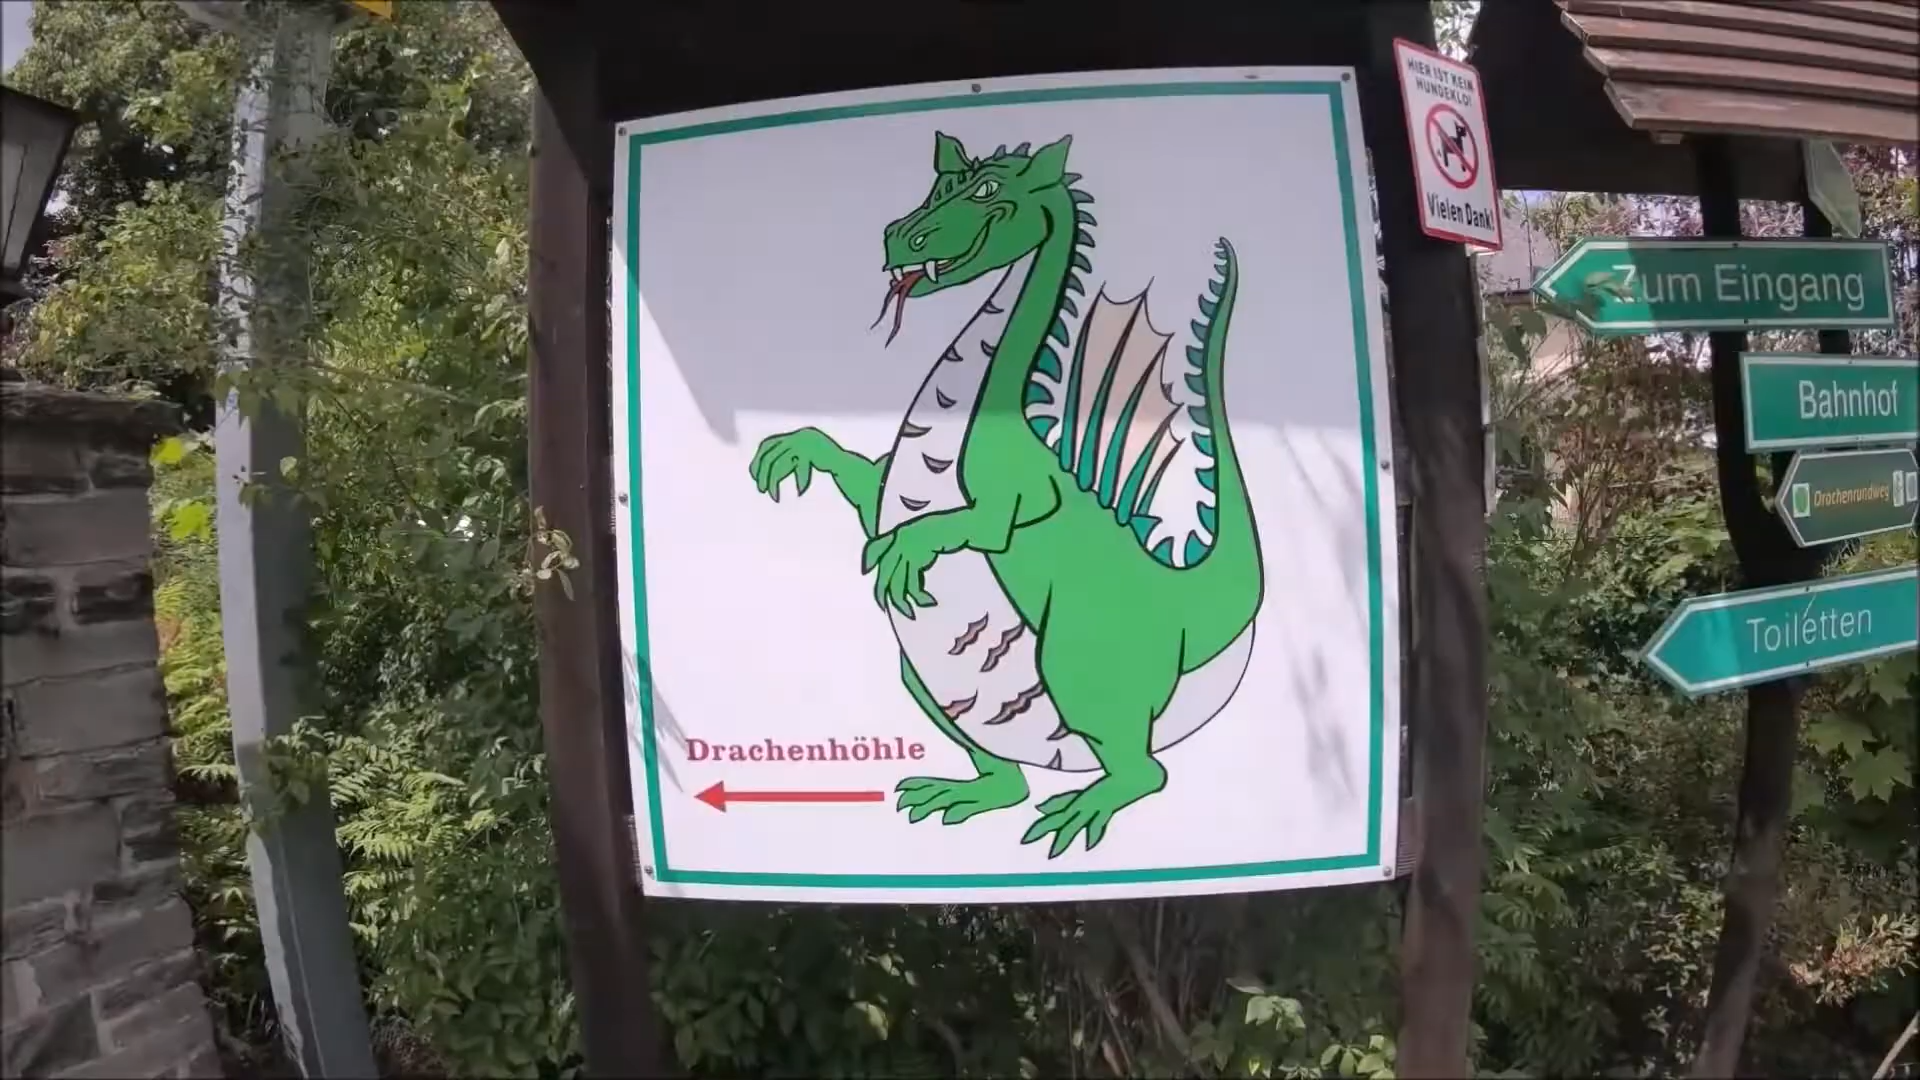 HIER IST KEIN
HUNDEKLO!
Vielen Dank!
Zum Eingang
Bahnhof
Drachenrundweg
Toiletten
Drachenhöhle